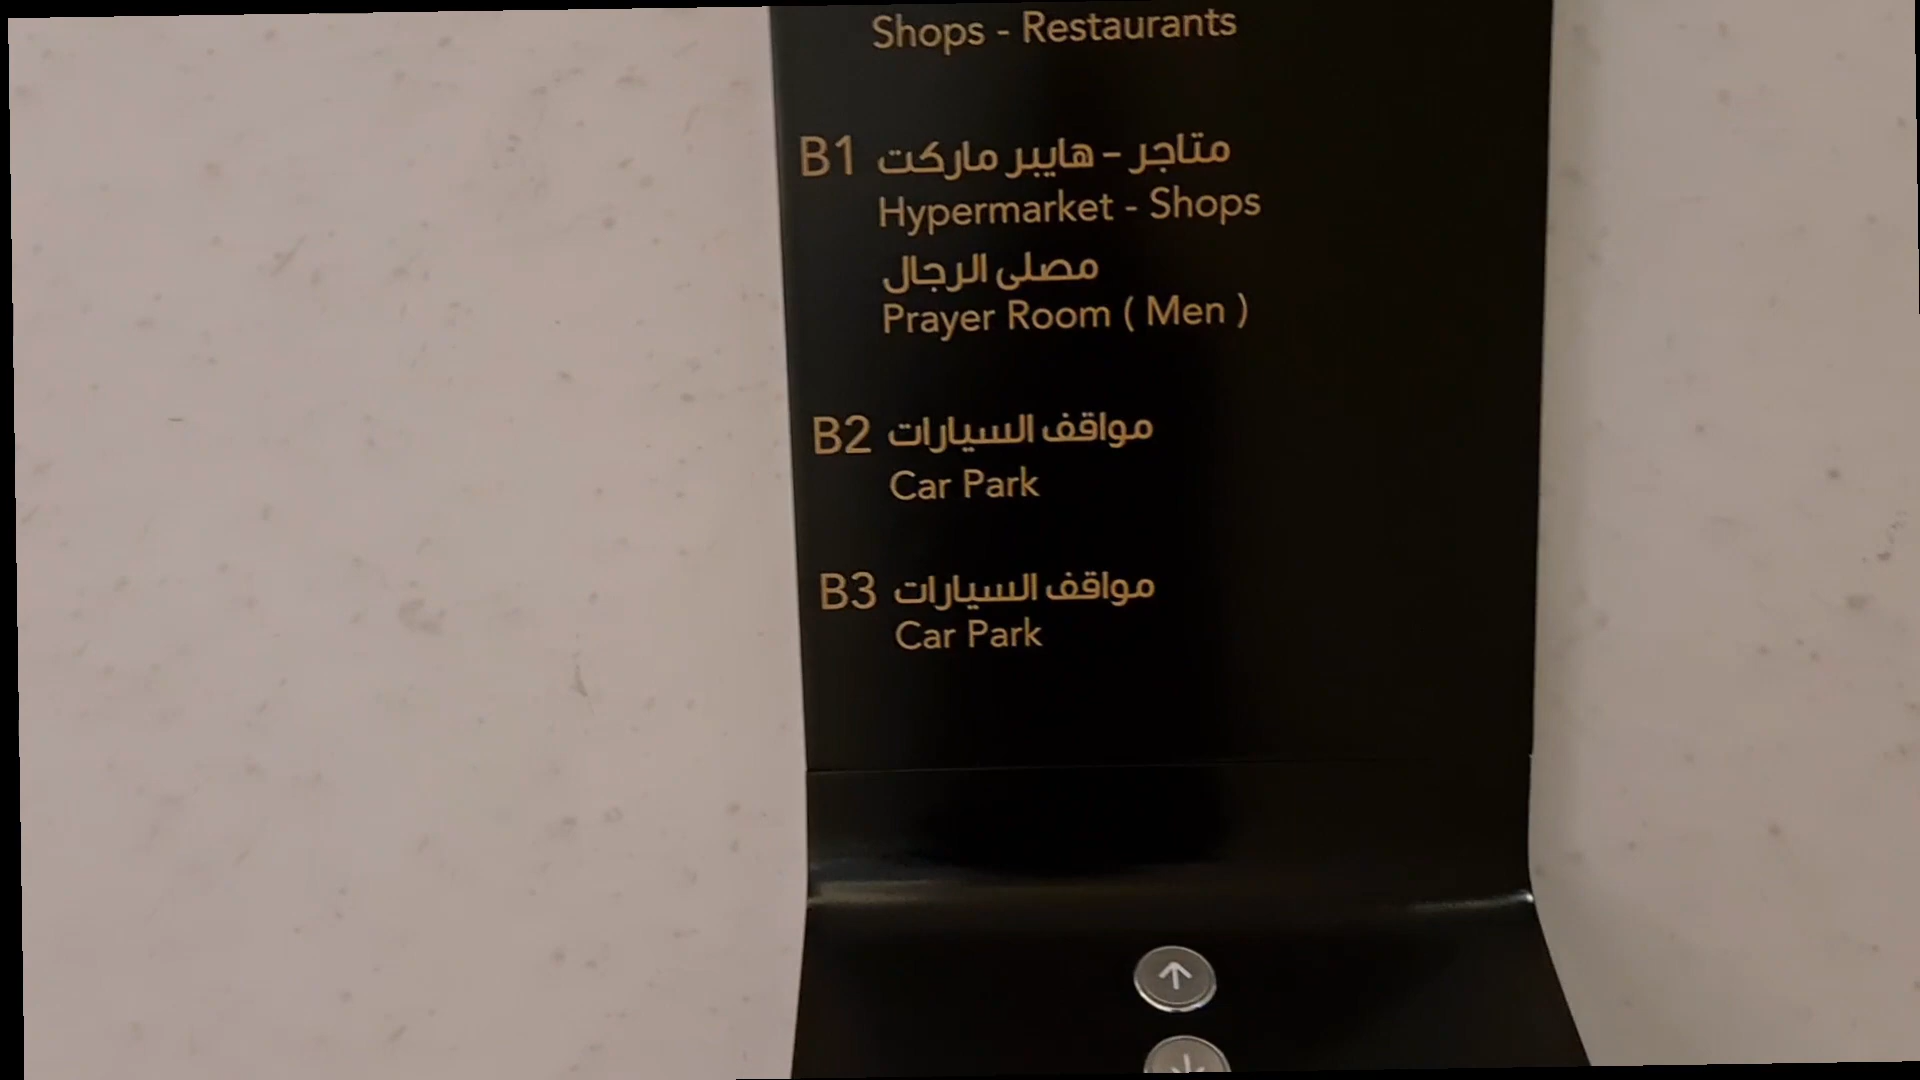 Shops - Restaurants
B1 متاجر - هايبر ماركت
Hypermarket - Shops
مصلى الرجال
Prayer Room ( Men )
B2 مواقف السيارات
Car Park
B3 مواقف السيارات
Car Park